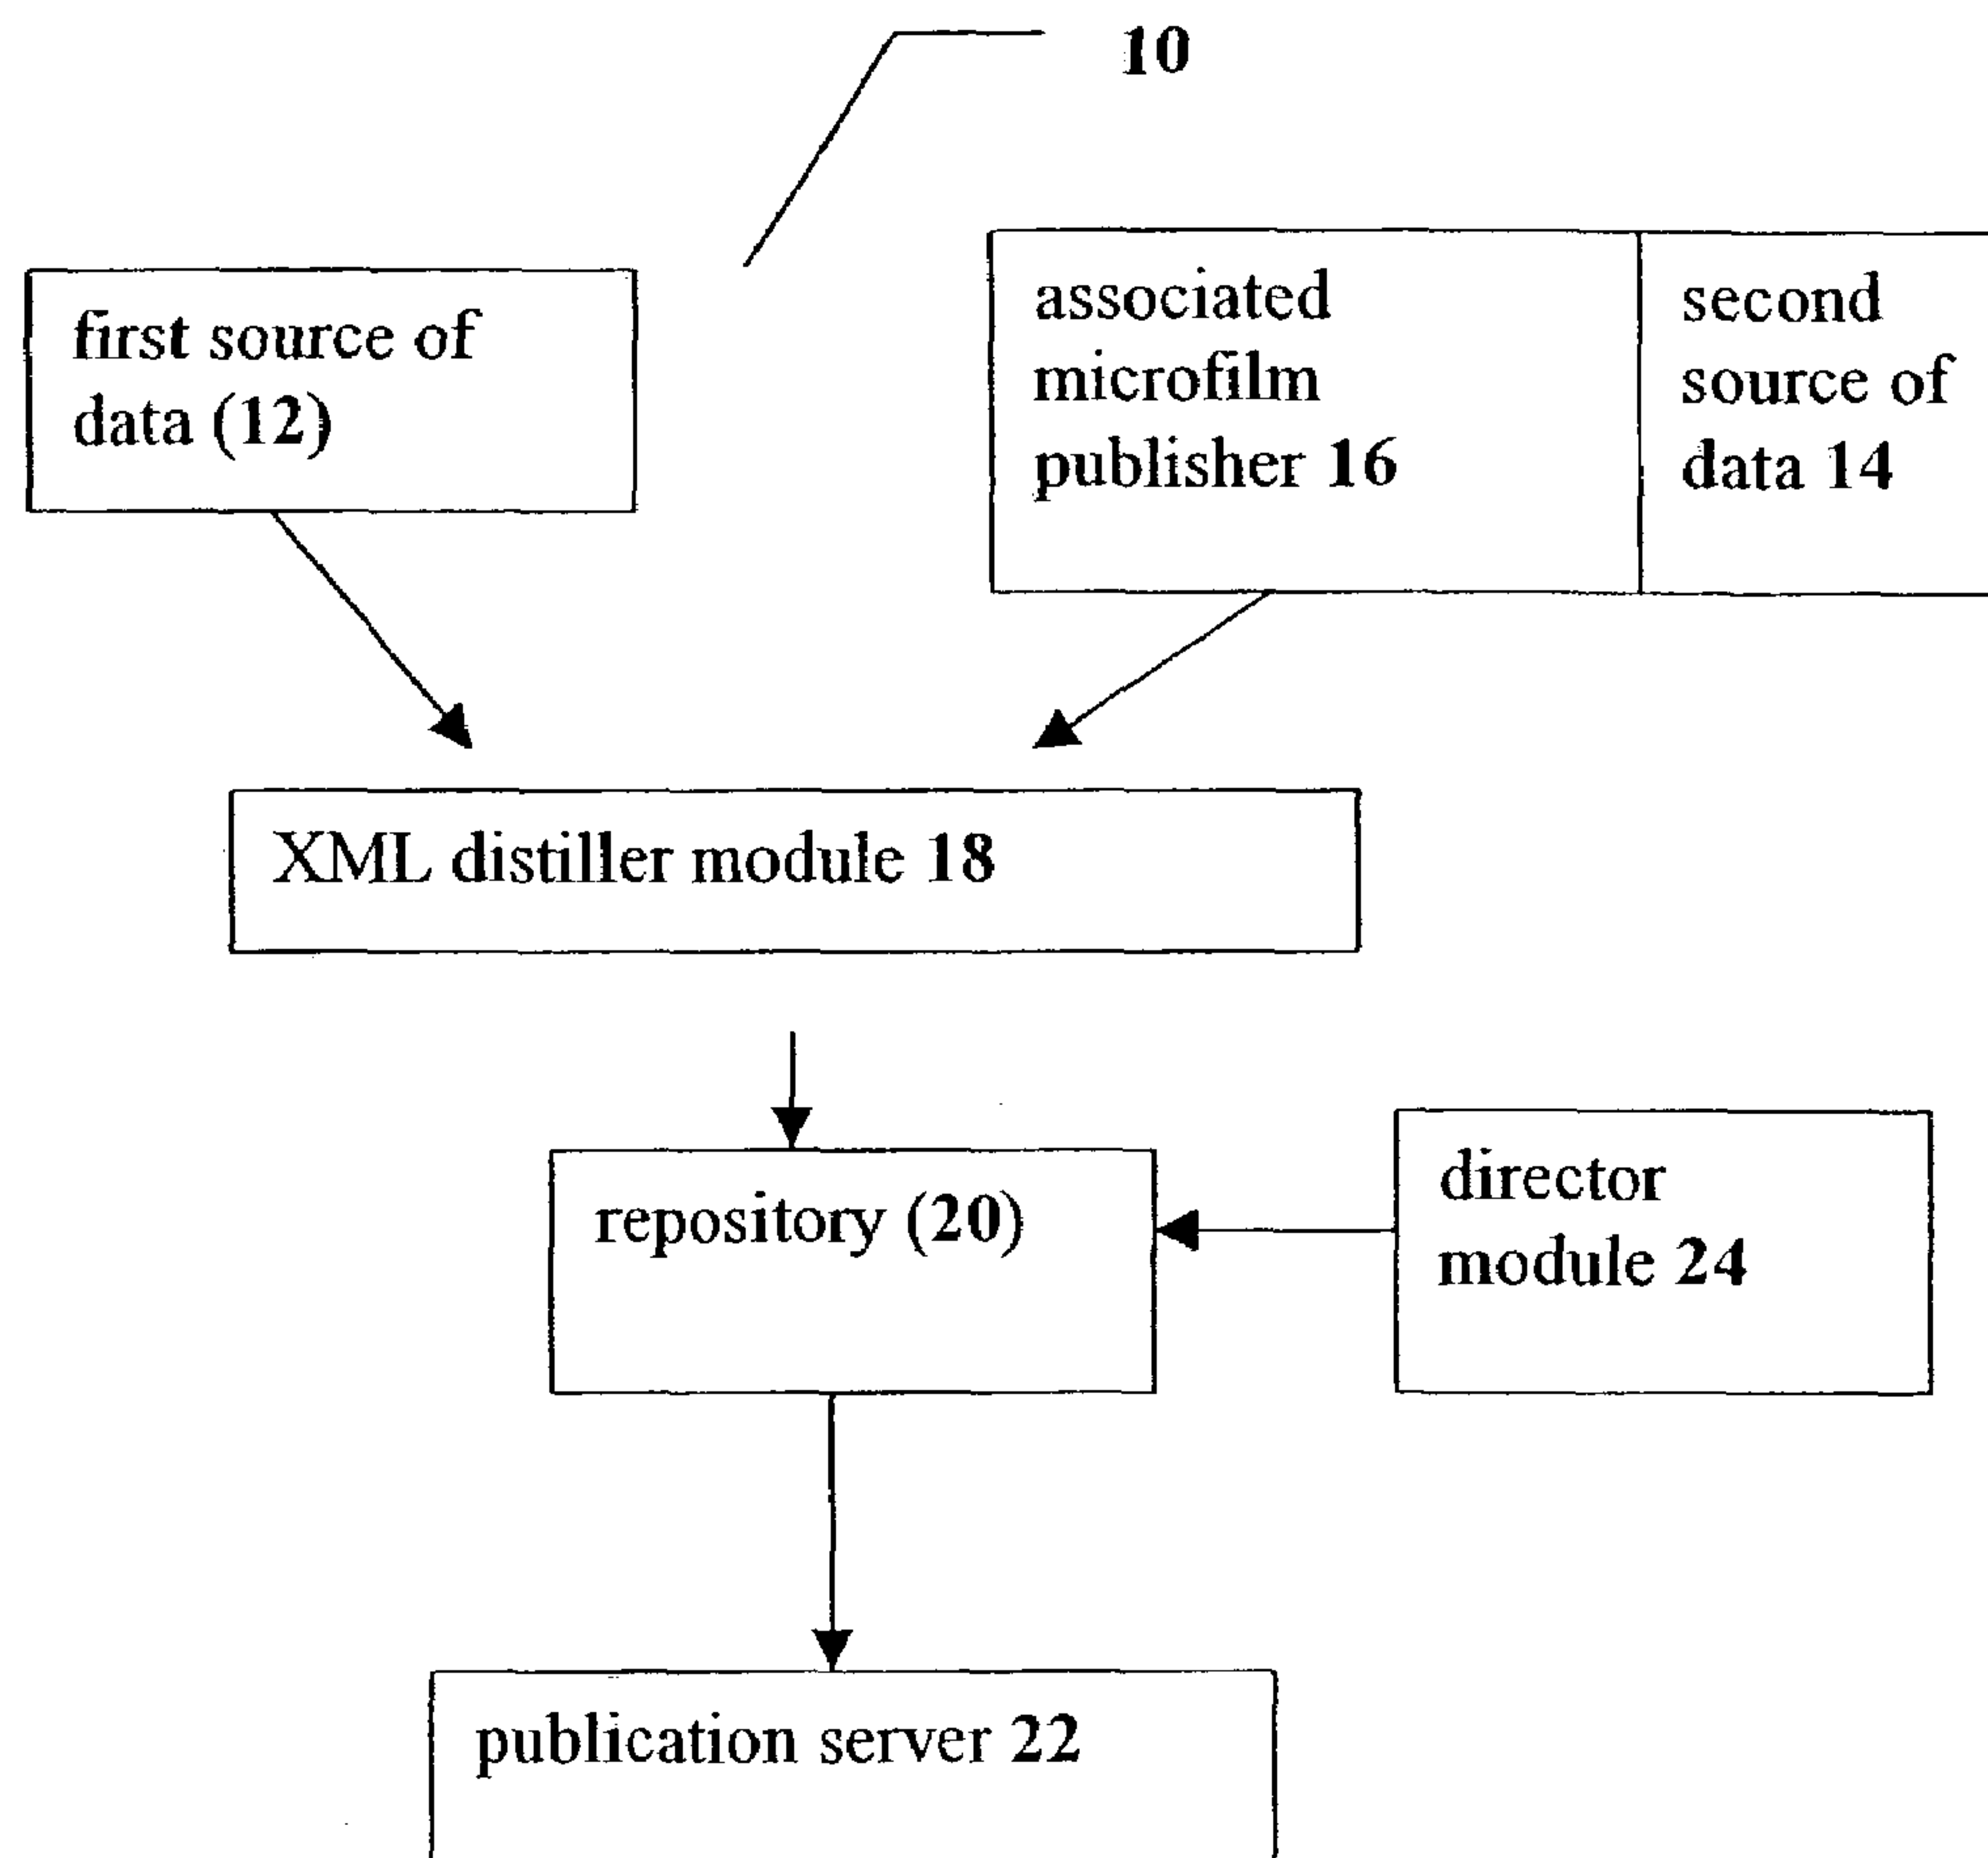 10
first source of
data (12)
associated
microfilm
publisher 16
second
source of
data 14
XML distiller module 18
repository (20)
director
module 24
publication server 22